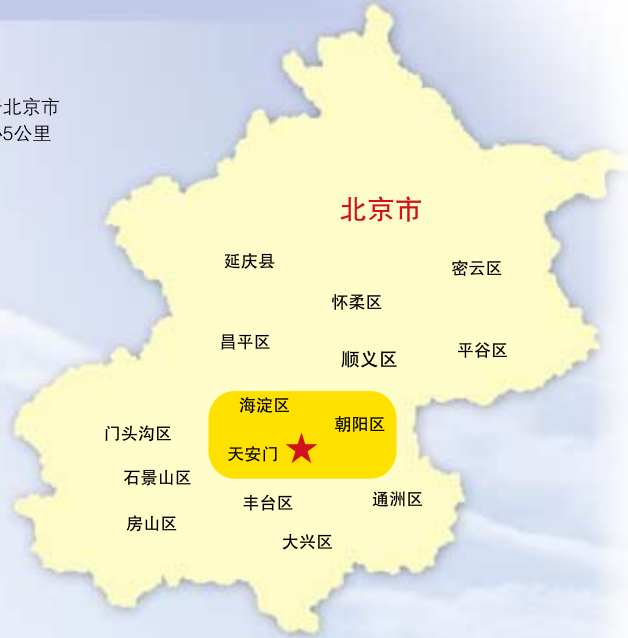 北京市
5公里
北京市
延庆县
密云区
怀柔区
昌平区
顺义区
平谷区
海淀区
朝阳区
门头沟区
天安门
石景山区
丰台区
通洲区
房山区
大兴区